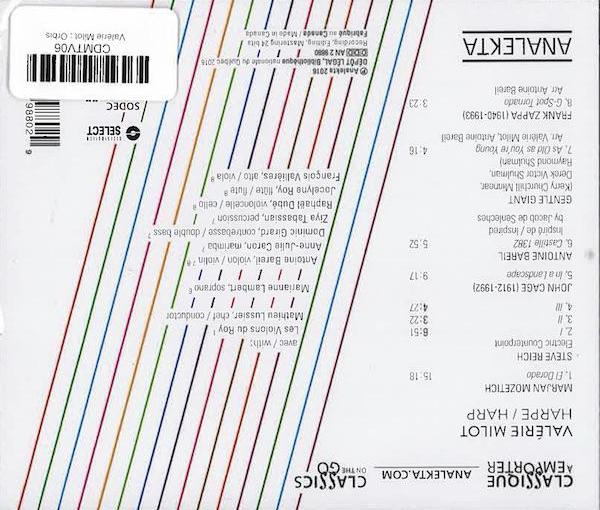 CLASSIQUE
À EMPORTER
ANALEKTA.COM
CLASSICS
ON THE GO
VALÉRIE MILOT
HARPE / HARP
MARJAN MOZETICH
1. El Dorado 15:18
STEVE REICH
Electric Counterpoint
2. I 6:51
3. II 3:22
4. III 4:27
JOHN CAGE (1912-1992)
5. In a Landscape 9:17
ANTOINE BAREIL
6. Castille 1382 5:52
Inspiré de / Inspired
by Jacob de Senleches
GENTLE GIANT
(Kerry Churchill Minnear,
Derek Victor Shulman,
Raymond Shulman)
7. As Old as You're Young 4:16
Arr. Valérie Milot, Antoine Bareil
FRANK ZAPPA (1940-1993)
8. G-Spot Tornado 3:23
Arr. Antoine Bareil
avec / with:
Les Violons du Roy 1
Mathieu Lussier, chef / conductor
Marianne Lambert, soprano 6
Antoine Bareil, violon / violin 7 8
Anne-Julie Caron, marimba 7
Dominic Girard, contrebasse / double bass 7
Ziya Tabassian, percussion 7
Raphaël Dubé, violoncelle / cello 8
Jocelyne Roy, flûte / flute 8
François Vallières, alto / viola 8
ANALEKTA
℗ Analekta 2016
DÉPÔT LÉGAL, Bibliothèque nationale du Québec 2016
DDD AN 2 9880
Recording, Editing, Mastering 24 bits
Fabriqué au Canada / Made in Canada
SELECT
DISTRIBUTION
SODEC
98802 9
CDMTV06
Valérie Milot: Orbis